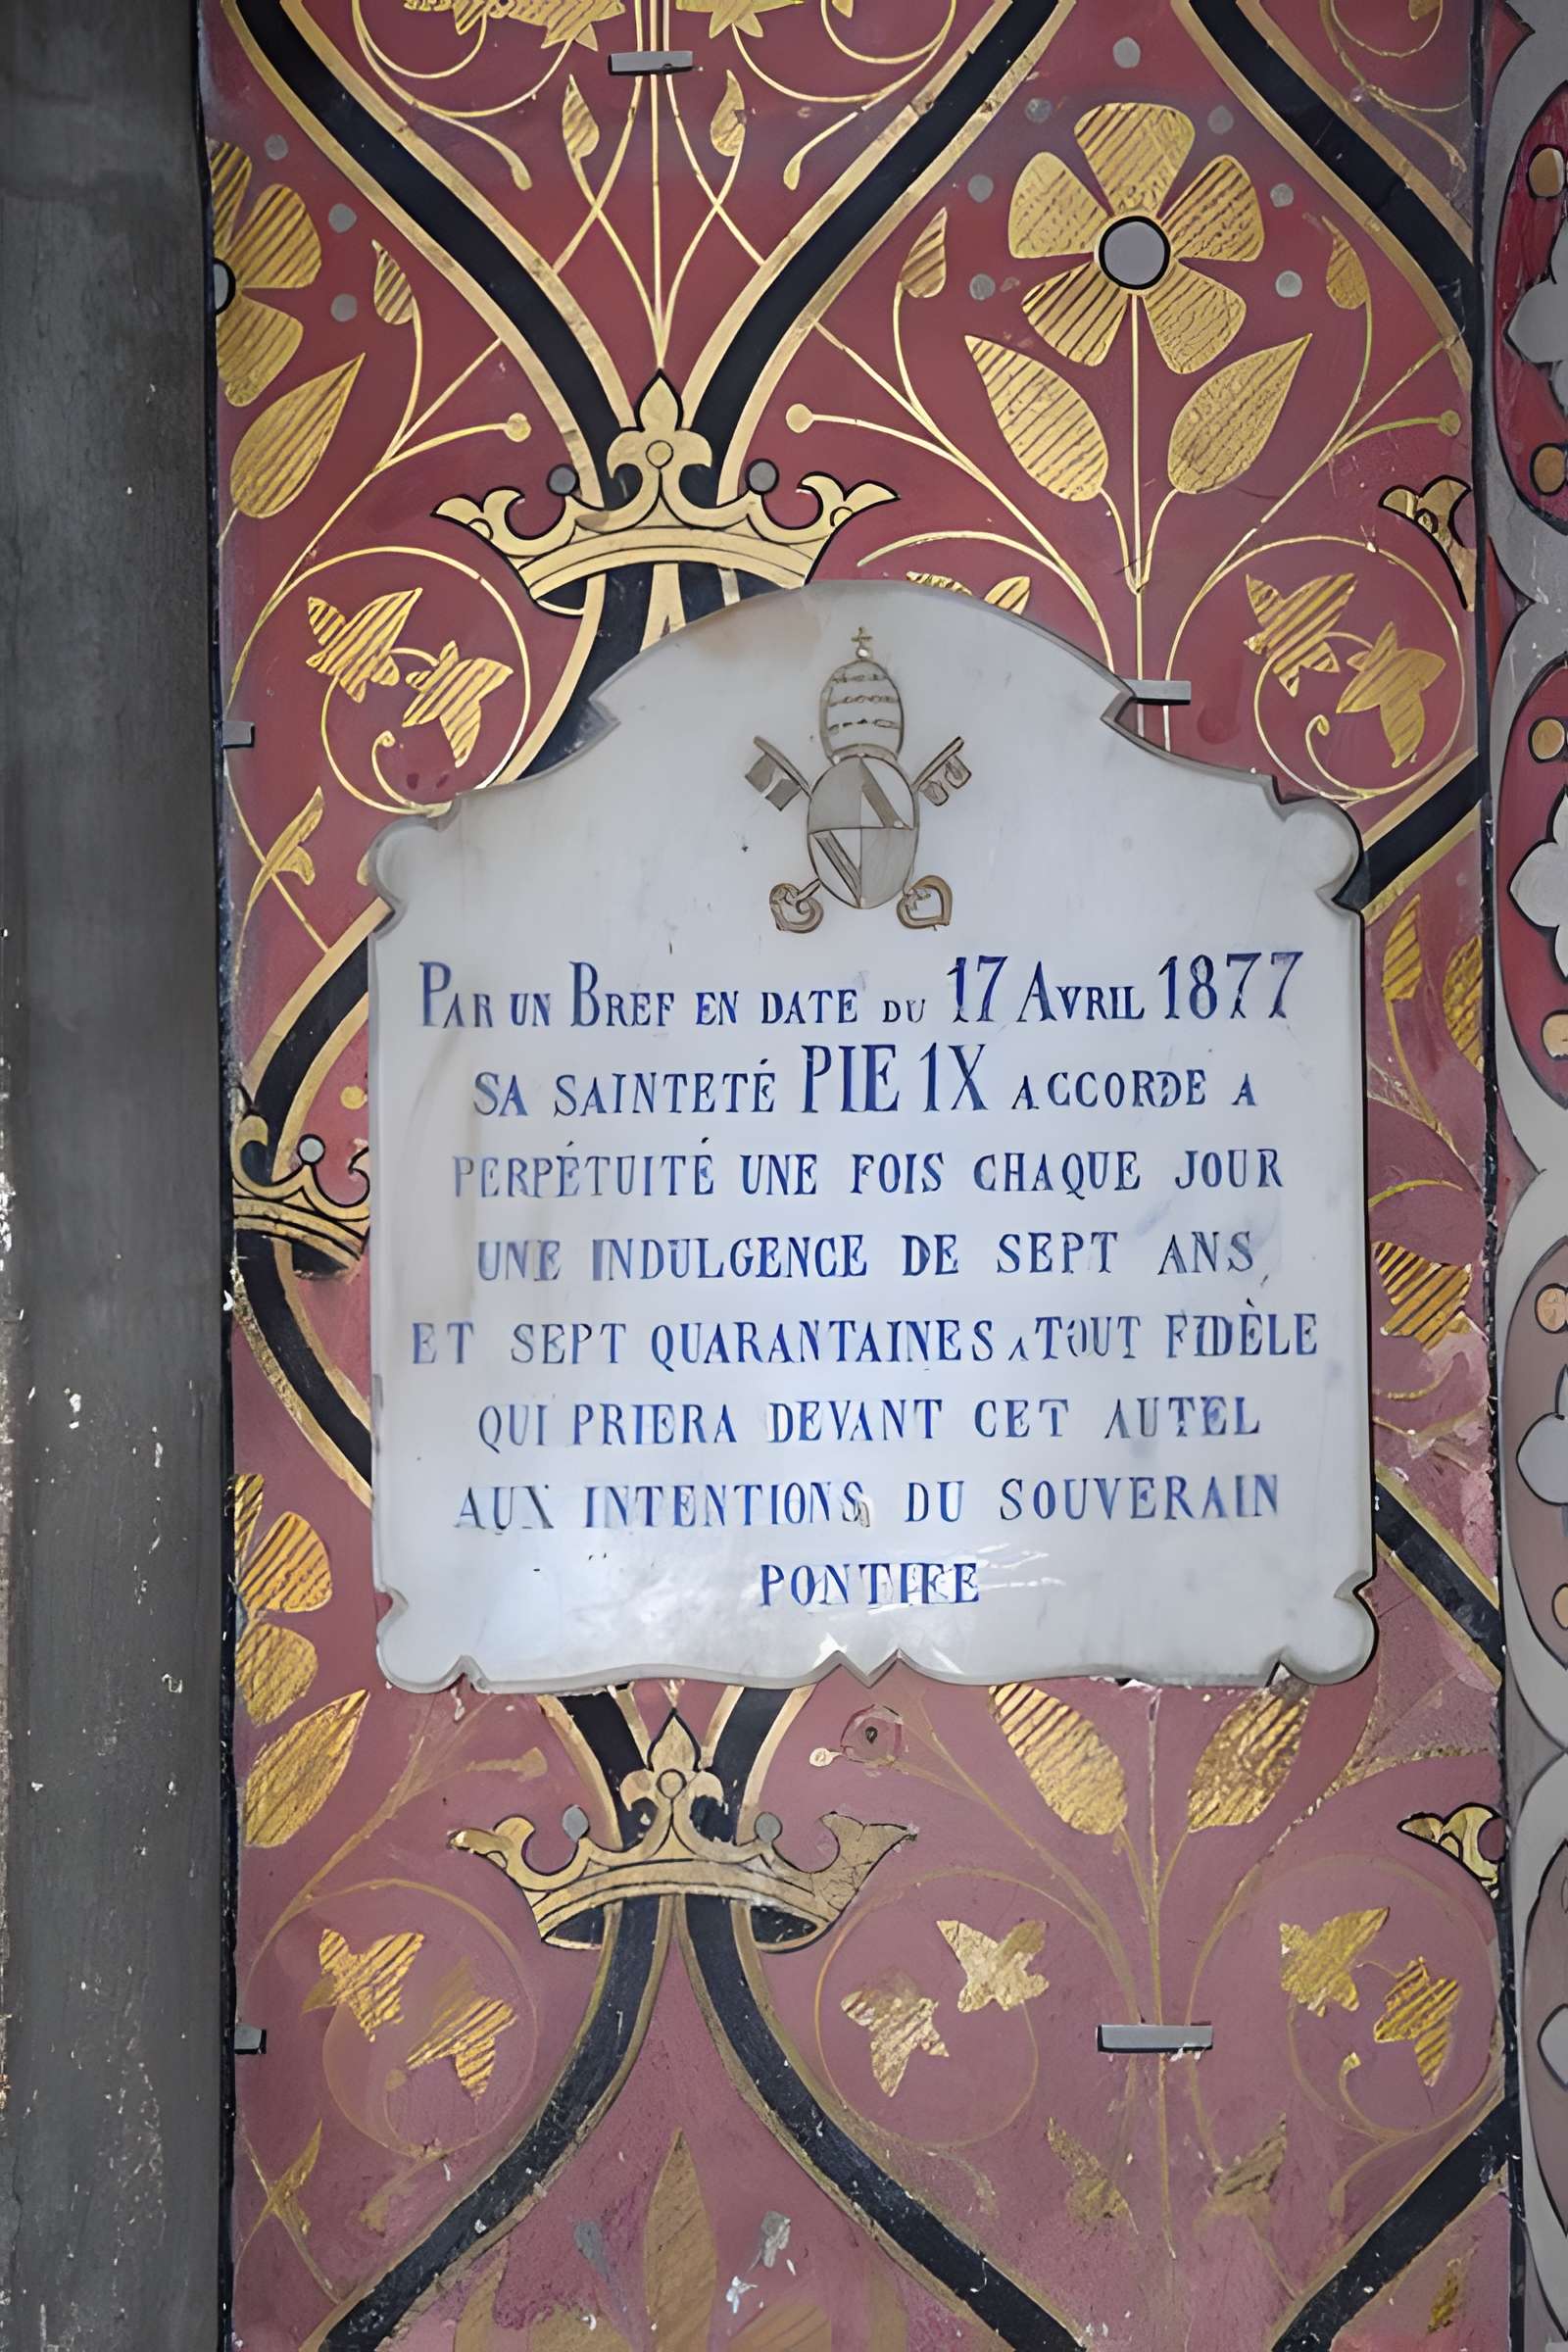 PAR UN BREF EN DATE DU 17 AVRIL 1877
SA SAINTETÉ PIE 1X ACCORDE A
PERPÉTUITÉ UNE FOIS CHAQUE JOUR
UNE INDULGENCE DE SEPT ANS
ET SEPT QUARANTAINES A TOUT FIDÈLE
QUI PRIERA DEVANT CET AUTEL
AUX INTENTIONS DU SOUVERAIN
PONTIFE